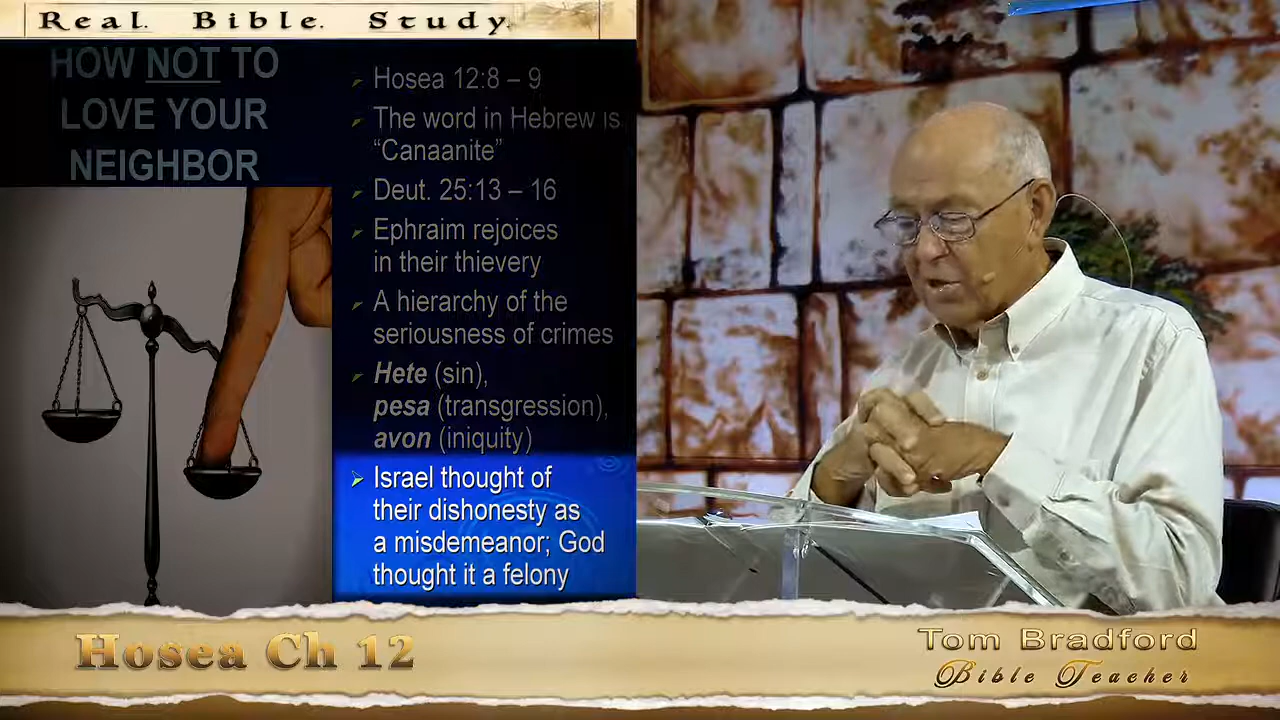 Real. Bible. Study.
HOW NOT TO
LOVE YOUR
NEIGHBOR
➢ Hosea 12:8 – 9
➢ The word in Hebrew is
“Canaanite”
➢ Deut. 25:13 – 16
➢ Ephraim rejoices
in their thievery
➢ A hierarchy of the
seriousness of crimes
➢ Hete (sin),
pesa (transgression),
avon (iniquity)
➢ Israel thought of
their dishonesty as
a misdemeanor; God
thought it a felony
Hosea Ch 12
Tom Bradford
Bible Teacher